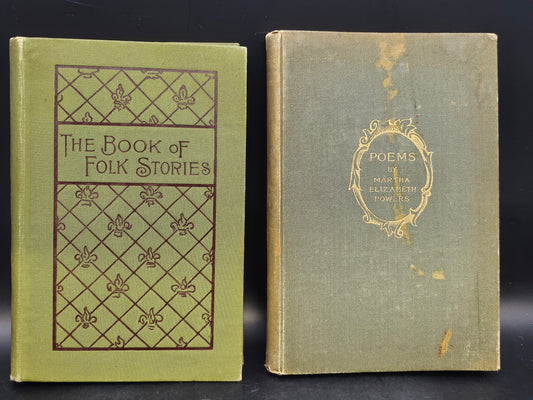 THE BOOK OF
FOLK STORIES
POEMS
BY
MARTHA
ELIZABETH
POWERS